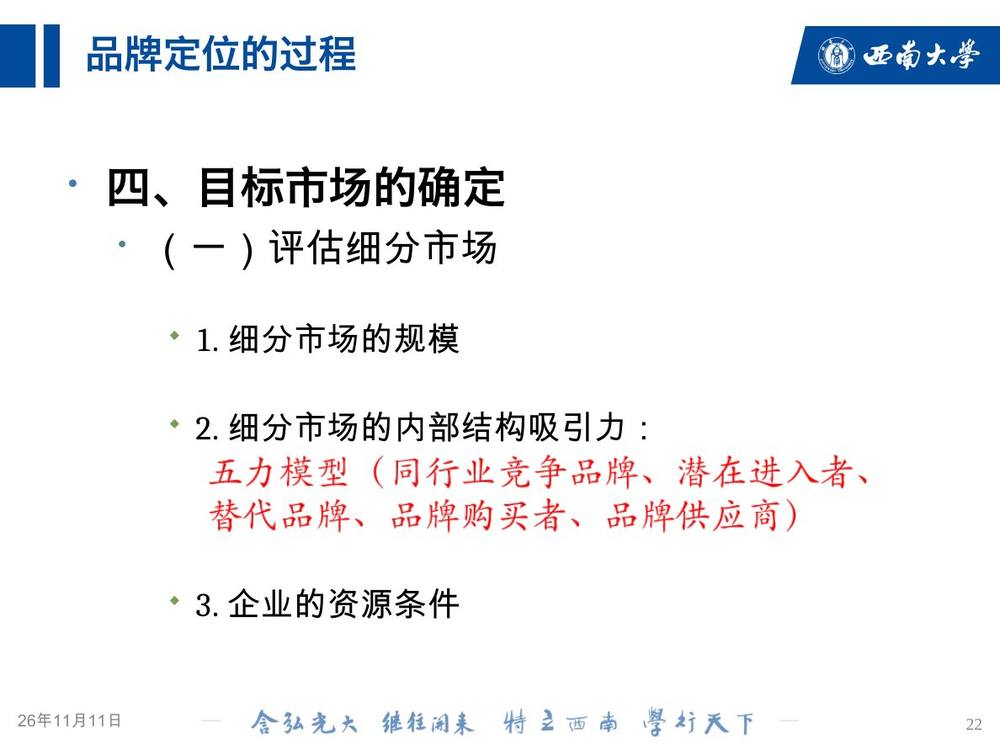 品牌定位的过程
西南大学
四、目标市场的确定
（一）评估细分市场
1. 细分市场的规模
2. 细分市场的内部结构吸引力：
五力模型（同行业竞争品牌、潜在进入者、
替代品牌、品牌购买者、品牌供应商）
3. 企业的资源条件
26年11月11日
含弘光大 继往开来 特立西南 学行天下
22